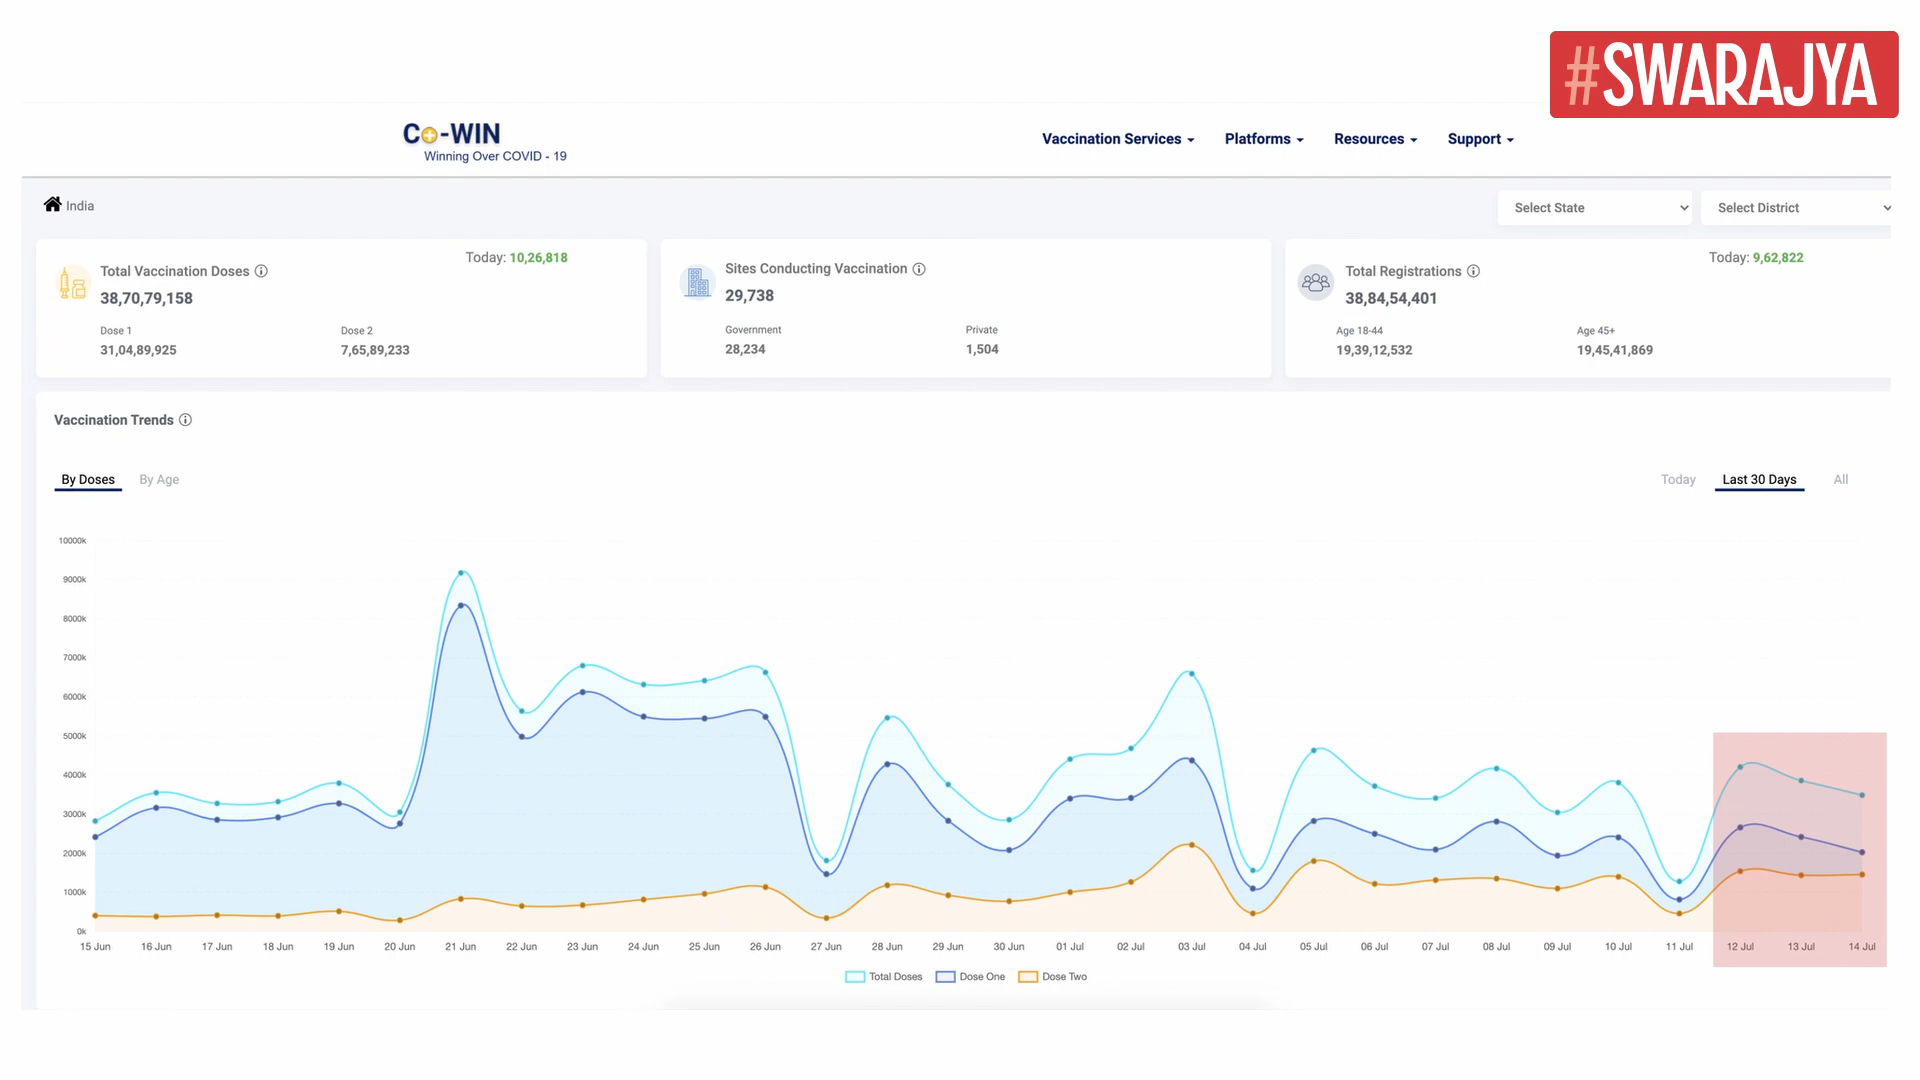 #SWARAJYA
CO-WIN
Winning Over COVID - 19
Vaccination Services
Platforms
Resources
Support
India
Select State
Select District
Total Vaccination Doses
Today: 10,26,818
38,70,79,158
Dose 1
31,04,89,925
Dose 2
7,65,89,233
Sites Conducting Vaccination
29,738
Government
28,234
Private
1,504
Total Registrations
Today: 9,62,822
38,84,54,401
Age 18-44
19,39,12,532
Age 45+
19,45,41,869
Vaccination Trends
By Doses
By Age
Today
Last 30 Days
All
10000k
9000k
8000k
7000k
6000k
5000k
4000k
3000k
2000k
1000k
0k
15 Jun 16 Jun 17 Jun 18 Jun 19 Jun 20 Jun 21 Jun 22 Jun 23 Jun 24 Jun 25 Jun 26 Jun 27 Jun 28 Jun 29 Jun 30 Jun 01 Jul 02 Jul 03 Jul 04 Jul 05 Jul 06 Jul 07 Jul 08 Jul 09 Jul 10 Jul 11 Jul 12 Jul 13 Jul 14 Jul
Total Doses Dose One Dose Two